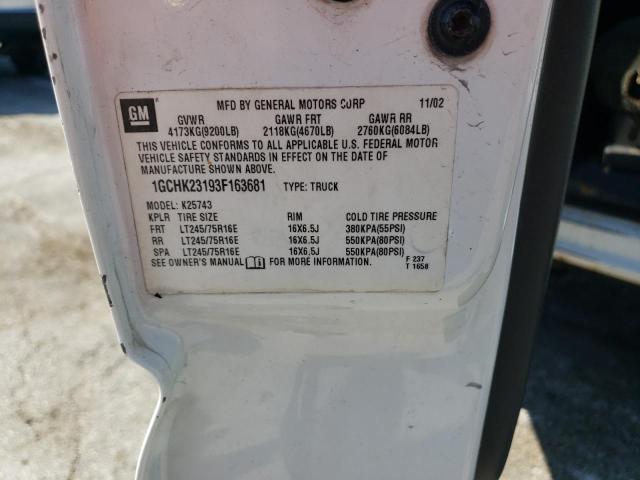 GM MFD BY GENERAL MOTORS CORP 11/02
GVWR GAWR FRT GAWR RR
4173KG(9200LB) 2118KG(4670LB) 2760KG(6084LB)
THIS VEHICLE CONFORMS TO ALL APPLICABLE U.S. FEDERAL MOTOR
VEHICLE SAFETY STANDARDS IN EFFECT ON THE DATE OF
MANUFACTURE SHOWN ABOVE.
1GCHK23193F163681 TYPE: TRUCK
MODEL: K25743
KPLR TIRE SIZE RIM COLD TIRE PRESSURE
FRT LT245/75R16E 16X6.5J 380KPA(55PSI)
RR LT245/75R16E 16X6.5J 550KPA(80PSI)
SPA LT245/75R16E 16X6.5J 550KPA(80PSI)
SEE OWNER'S MANUAL FOR MORE INFORMATION. F 237
T 1658